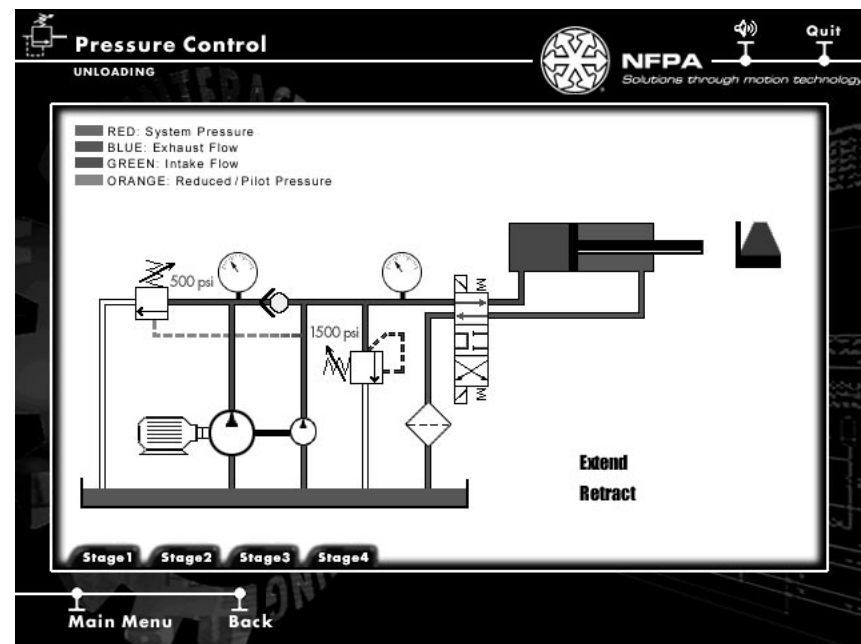 Pressure Control
UNLOADING
NFPA
Solutions through motion technology
Quit
RED: System Pressure
BLUE: Exhaust Flow
GREEN: Intake Flow
ORANGE: Reduced / Pilot Pressure
500 psi
1500 psi
Extend
Retract
Stage1 Stage2 Stage3 Stage4
Main Menu Back